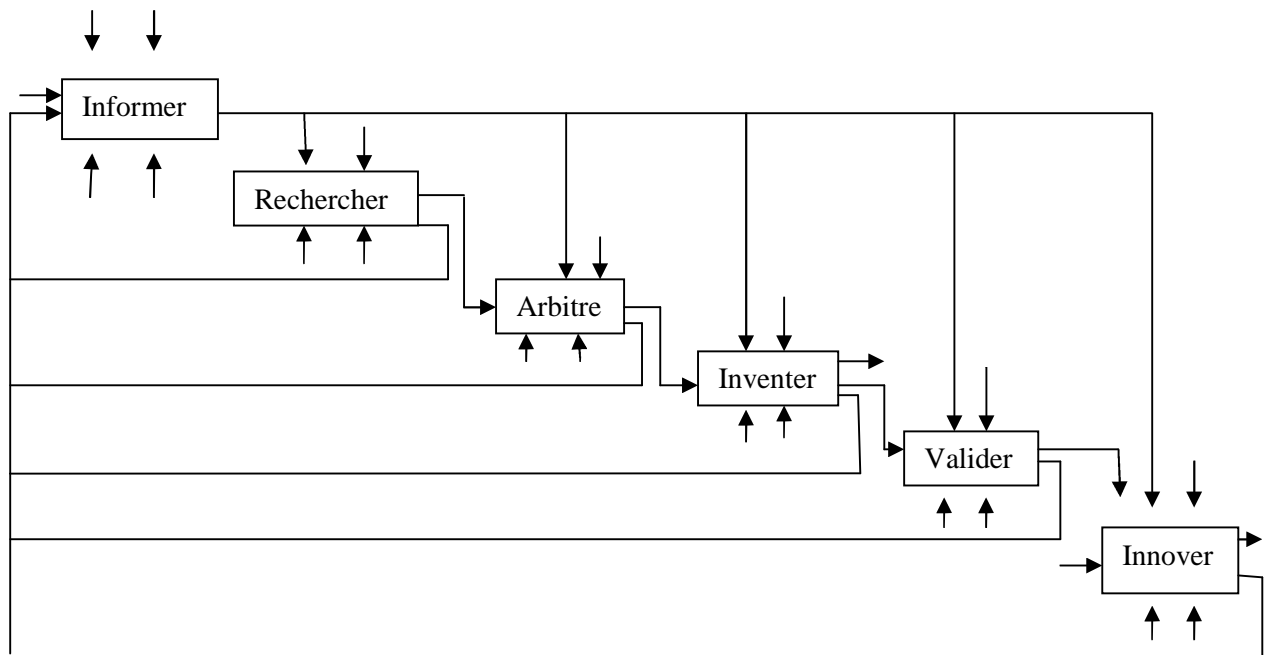 Informer
Rechercher
Arbitre
Inventer
Valider
Innover